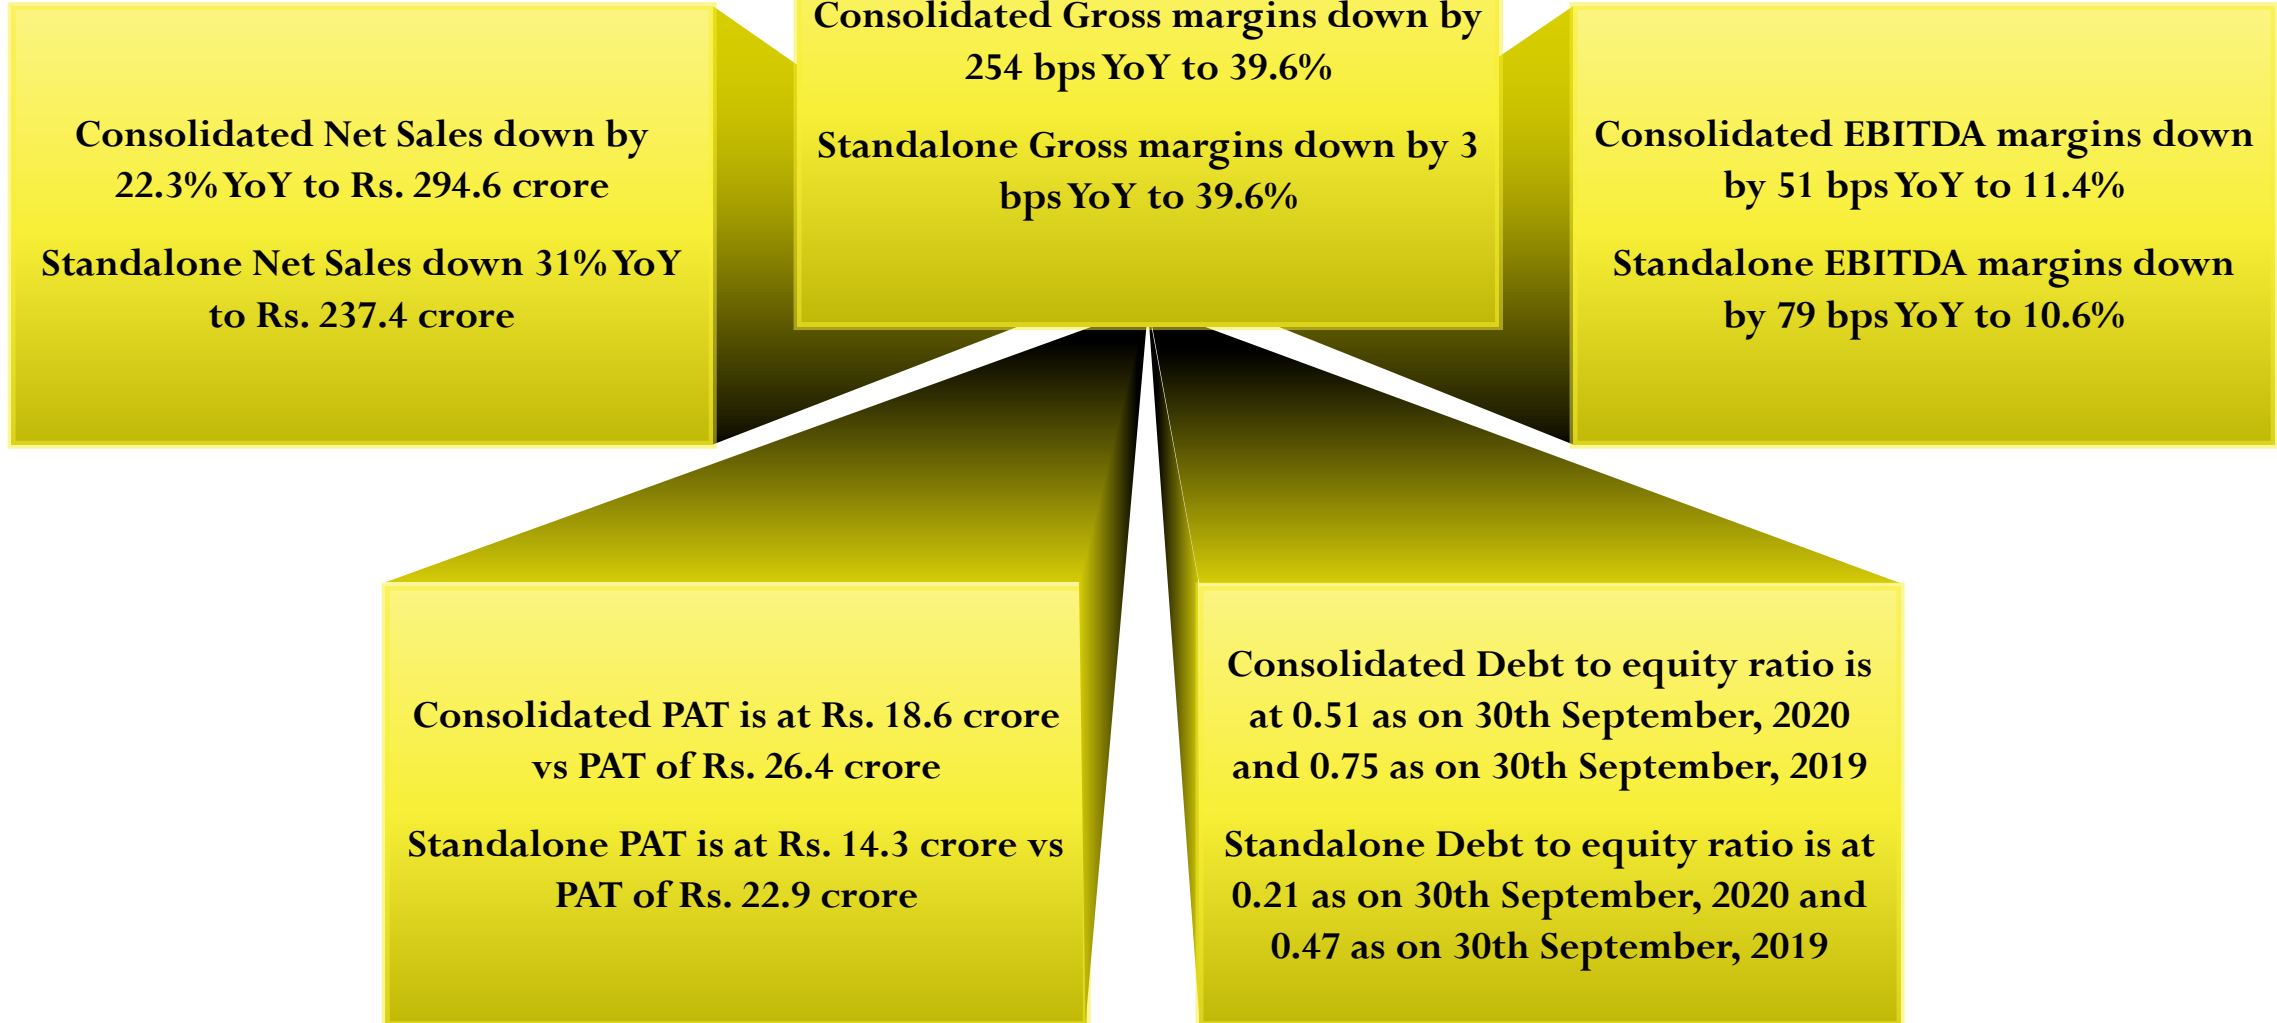 Consolidated Net Sales down by
22.3% YoY to Rs. 294.6 crore
Standalone Net Sales down 31% YoY
to Rs. 237.4 crore
Consolidated Gross margins down by
254 bps YoY to 39.6%
Standalone Gross margins down by 3
bps YoY to 39.6%
Consolidated EBITDA margins down
by 51 bps YoY to 11.4%
Standalone EBITDA margins down
by 79 bps YoY to 10.6%
Consolidated PAT is at Rs. 18.6 crore
vs PAT of Rs. 26.4 crore
Standalone PAT is at Rs. 14.3 crore vs
PAT of Rs. 22.9 crore
Consolidated Debt to equity ratio is
at 0.51 as on 30th September, 2020
and 0.75 as on 30th September, 2019
Standalone Debt to equity ratio is at
0.21 as on 30th September, 2020 and
0.47 as on 30th September, 2019